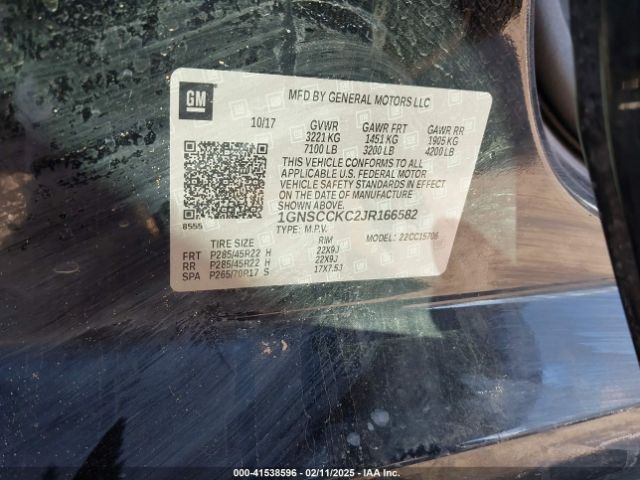 GM
MFD BY GENERAL MOTORS LLC
10/17 GVWR GAWR FRT GAWR RR
3221 KG 1451 KG 1905 KG
7100 LB 3200 LB 4200 LB
THIS VEHICLE CONFORMS TO ALL
APPLICABLE U.S. FEDERAL MOTOR
VEHICLE SAFETY STANDARDS IN EFFECT
ON THE DATE OF MANUFACTURE
SHOWN ABOVE.
8555 1GNSCCKC2JR166582
TYPE: M.P.V. MODEL: 22CC15706
TIRE SIZE RIM
FRT P285/45R22 H 22X9J
RR P285/45R22 H 22X9J
SPA P265/70R17 S 17X7.5J
000-41538596 - 02/11/2025 - IAA Inc.